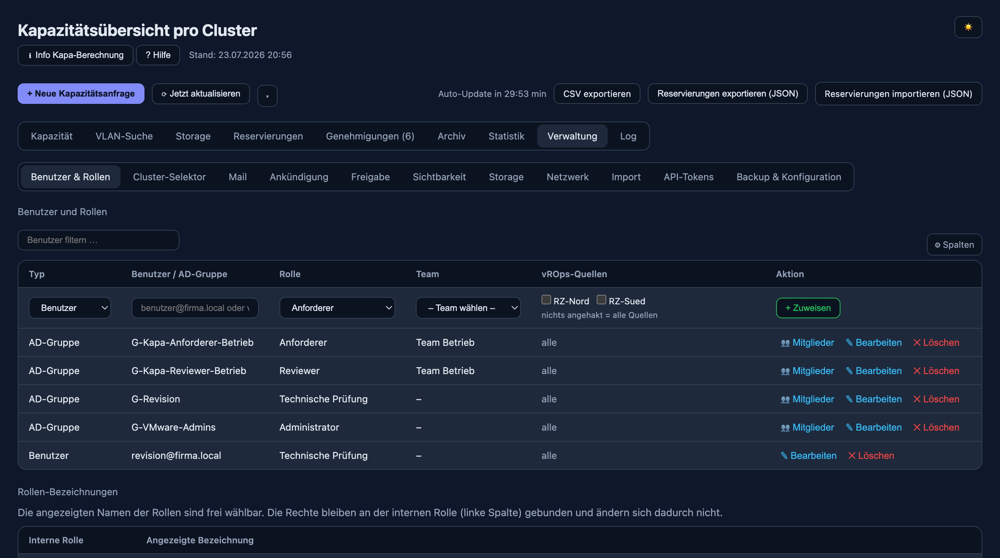 Kapazitätsübersicht pro Cluster
ℹ Info Kapa-Berechnung ? Hilfe Stand: 23.07.2026 20:56
+ Neue Kapazitätsanfrage ⟳ Jetzt aktualisieren ▾ Auto-Update in 29:53 min CSV exportieren Reservierungen exportieren (JSON) Reservierungen importieren (JSON)
Kapazität VLAN-Suche Storage Reservierungen Genehmigungen (6) Archiv Statistik Verwaltung Log
Benutzer & Rollen Cluster-Selektor Mail Ankündigung Freigabe Sichtbarkeit Storage Netzwerk Import API-Tokens Backup & Konfiguration
Benutzer und Rollen
Benutzer filtern …
⚙ Spalten
Typ Benutzer / AD-Gruppe Rolle Team vROps-Quellen Aktion
Benutzer benutzer@firma.local oder Anforderer – Team wählen – RZ-Nord RZ-Sued + Zuweisen
nichts angehakt = alle Quellen
AD-Gruppe G-Kapa-Anforderer-Betrieb Anforderer Team Betrieb alle 👥 Mitglieder ✎ Bearbeiten ✕ Löschen
AD-Gruppe G-Kapa-Reviewer-Betrieb Reviewer Team Betrieb alle 👥 Mitglieder ✎ Bearbeiten ✕ Löschen
AD-Gruppe G-Revision Technische Prüfung – alle 👥 Mitglieder ✎ Bearbeiten ✕ Löschen
AD-Gruppe G-VMware-Admins Administrator – alle 👥 Mitglieder ✎ Bearbeiten ✕ Löschen
Benutzer revision@firma.local Technische Prüfung – alle ✎ Bearbeiten ✕ Löschen
Rollen-Bezeichnungen
Die angezeigten Namen der Rollen sind frei wählbar. Die Rechte bleiben an der internen Rolle (linke Spalte) gebunden und ändern sich dadurch nicht.
Interne Rolle Angezeigte Bezeichnung